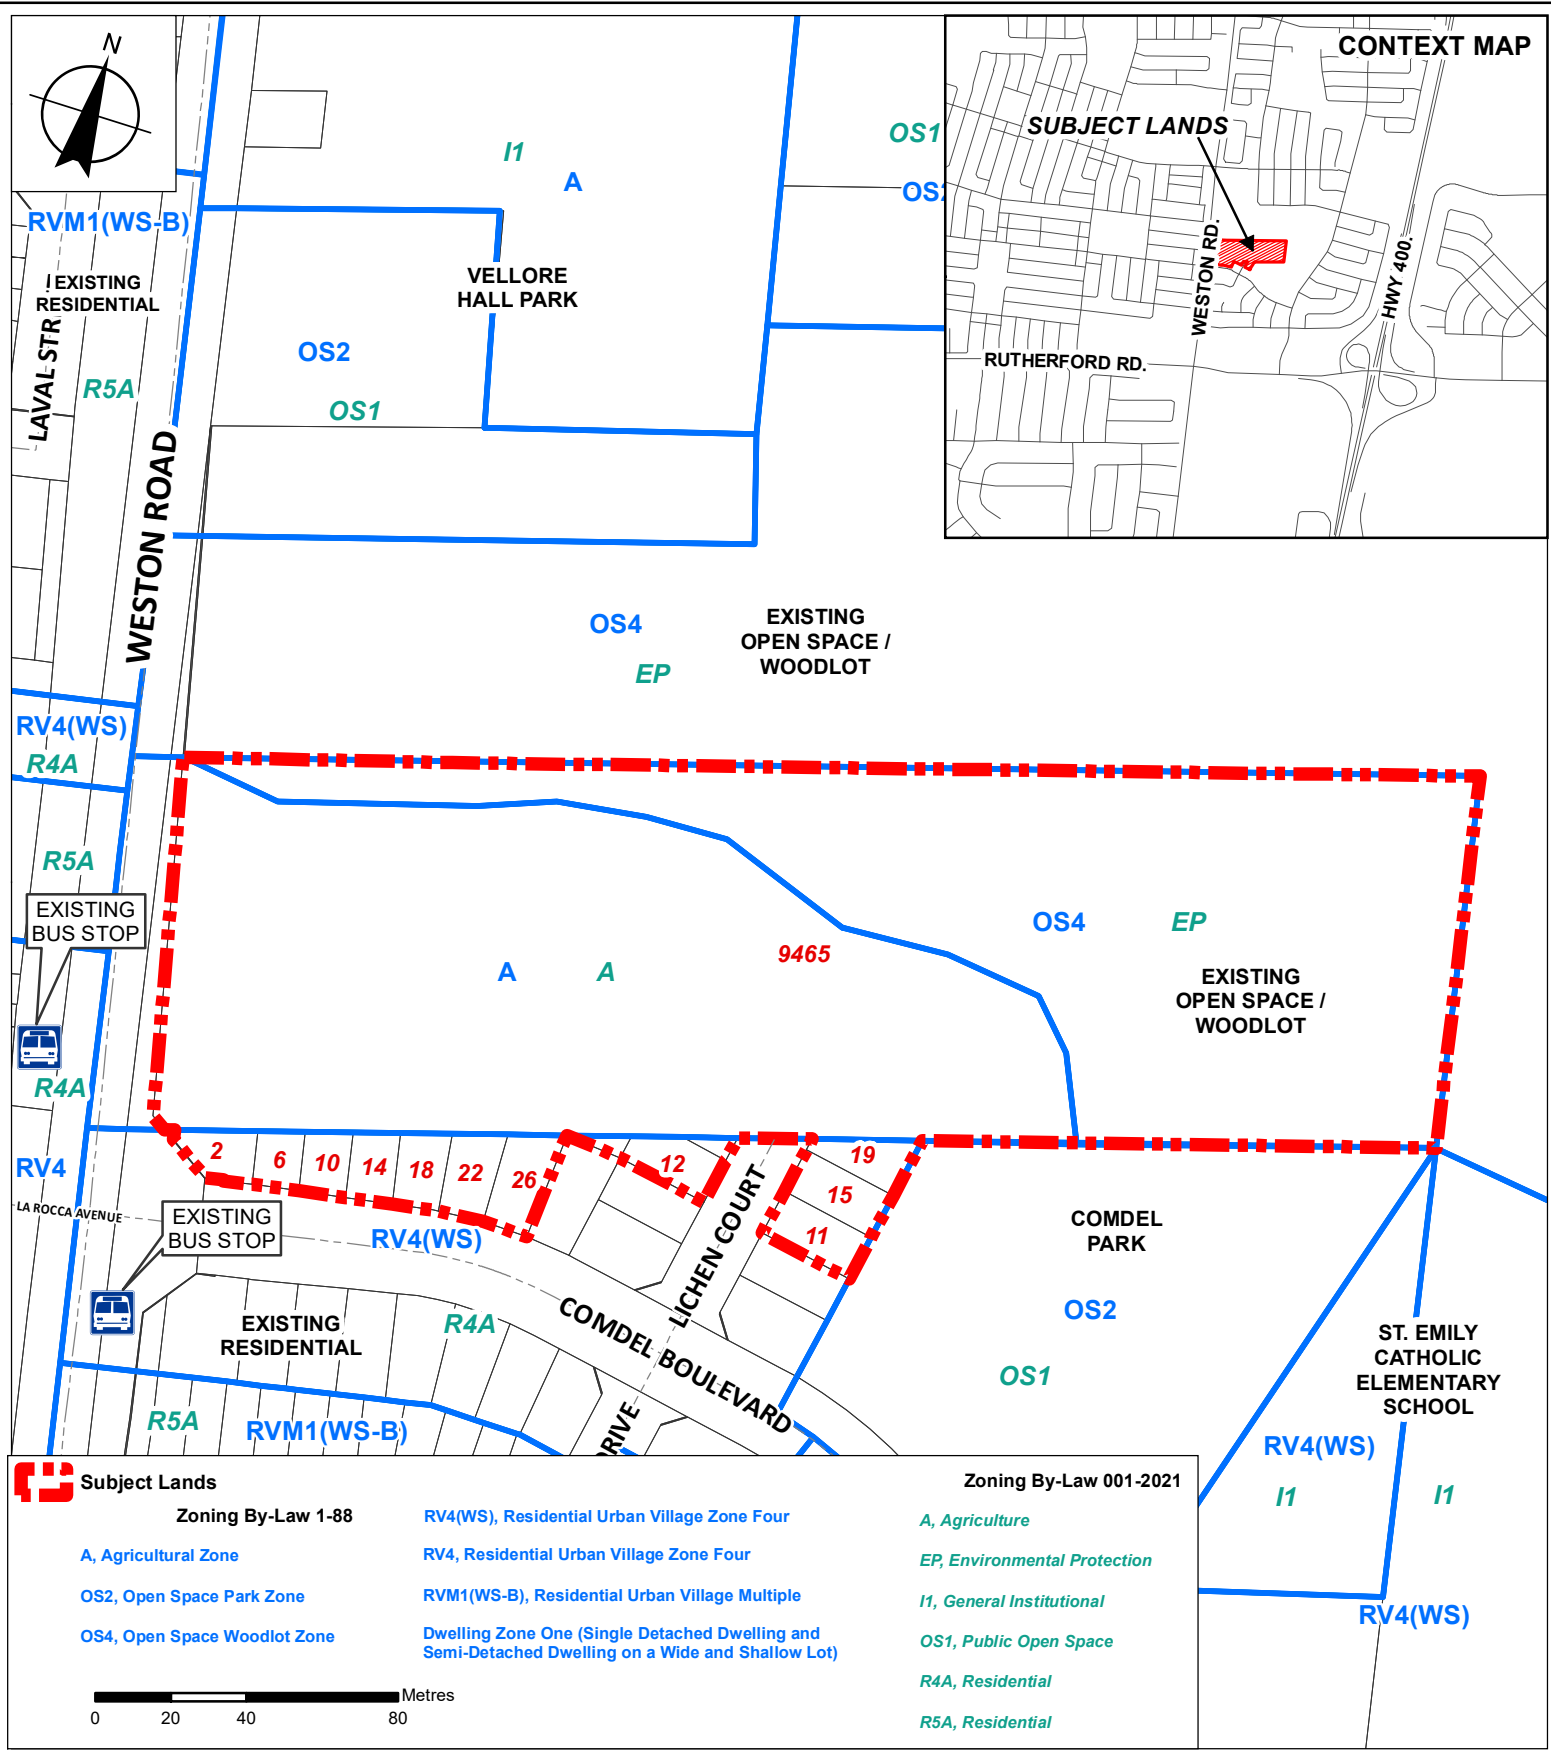 N
CONTEXT MAP
SUBJECT LANDS
WESTON RD.
HWY 400.
RUTHERFORD RD.
I1
A
OS1
RVM1(WS-B)
EXISTING
RESIDENTIAL
VELLORE
HALL PARK
OS2
R5A
OS1
WESTON ROAD
OS4
EXISTING
OPEN SPACE /
WOODLOT
EP
RV4(WS)
R4A
R5A
EXISTING
BUS STOP
OS4
EP
9465
A
A
EXISTING
OPEN SPACE /
WOODLOT
R4A
RV4
2
6
10
14
18
22
26
12
19
15
11
LA ROCCA AVENUE
EXISTING
BUS STOP
RV4(WS)
LICHEN COURT
COMDEL
PARK
OS2
EXISTING
RESIDENTIAL
R4A
COMDEL BOULEVARD
OS1
ST. EMILY
CATHOLIC
ELEMENTARY
SCHOOL
R5A
RVM1(WS-B)
RV4(WS)
I1
I1
RV4(WS)
Subject Lands
Zoning By-Law 1-88
A, Agricultural Zone
OS2, Open Space Park Zone
OS4, Open Space Woodlot Zone
RV4(WS), Residential Urban Village Zone Four
RV4, Residential Urban Village Zone Four
RVM1(WS-B), Residential Urban Village Multiple
Dwelling Zone One (Single Detached Dwelling and
Semi-Detached Dwelling on a Wide and Shallow Lot)
Zoning By-Law 001-2021
A, Agriculture
EP, Environmental Protection
I1, General Institutional
OS1, Public Open Space
R4A, Residential
R5A, Residential
Metres
0 20 40 80